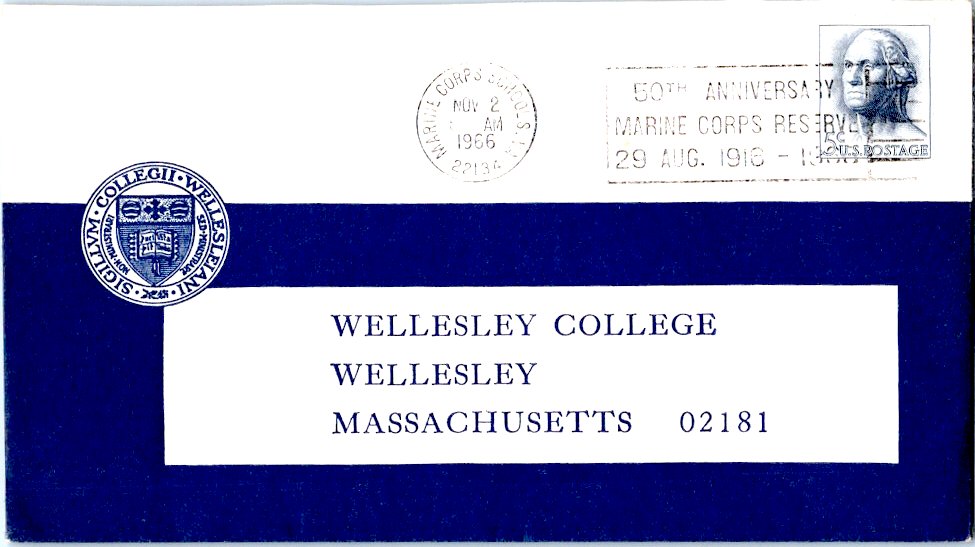 MARINE CORPS SCHOOLS
NOV 2
AM
1966
22134
50TH ANNIVERSARY
MARINE CORPS RESERVE
29 AUG. 1916 -
5¢ U.S. POSTAGE
SIGILLVM · COLLEGII · WELLESLEIANI
NON·MINISTRARI
SED·MINISTRARE
WELLESLEY COLLEGE
WELLESLEY
MASSACHUSETTS 02181